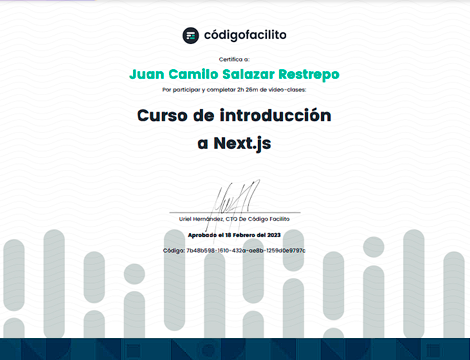 códigofacilito
Certifica a:
Juan Camilo Salazar Restrepo
Por participar y completar 2h 26m de video-clases:
Curso de introducción
a Next.js
Uriel Hernández, CTO De Código Facilito
Aprobado el 18 Febrero del 2023
Código: 7b48b598-1610-432a-ae8b-1259d0e9797c